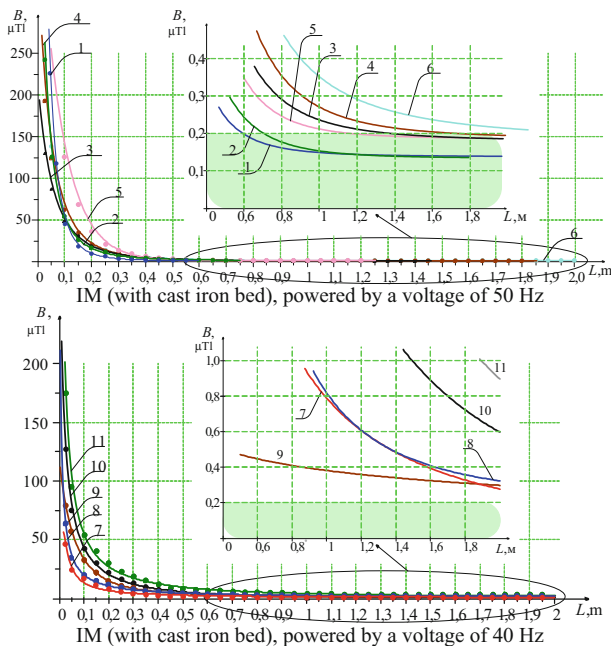 B,
μTl
4
1
250
200
150
100
50
3
5
2
0
0,1 0,2 0,3 0,4 0,5 0,6 0,7 0,8 0,9 1,0 1,1 1,2 1,3 1,4 1,5 1,6 1,7 1,8 1,9 2,0
L,m
6
B,
μTl
0,4
0,3
0,2
0,1
5
3
4
6
2
1
0 0,6 0,8 1 1,2 1,4 1,6 1,8 L,м
IM (with cast iron bed), powered by a voltage of 50 Hz
B,
μTl
200
150
100
50
11
10
9
8
7
0 0,1 0,2 0,3 0,4 0,5 0,6 0,7 0,8 0,9 1,0 1,1 1,2 1,3 1,4 1,5 1,6 1,7 1,8 1,9 2 L,m
B,
μTl
1,0
0,8
0,6
0,4
0,2
7
9
11
10
8
0 0,6 0,8 1 1,2 1,4 1,6 1,8 L,м
IM (with cast iron bed), powered by a voltage of 40 Hz